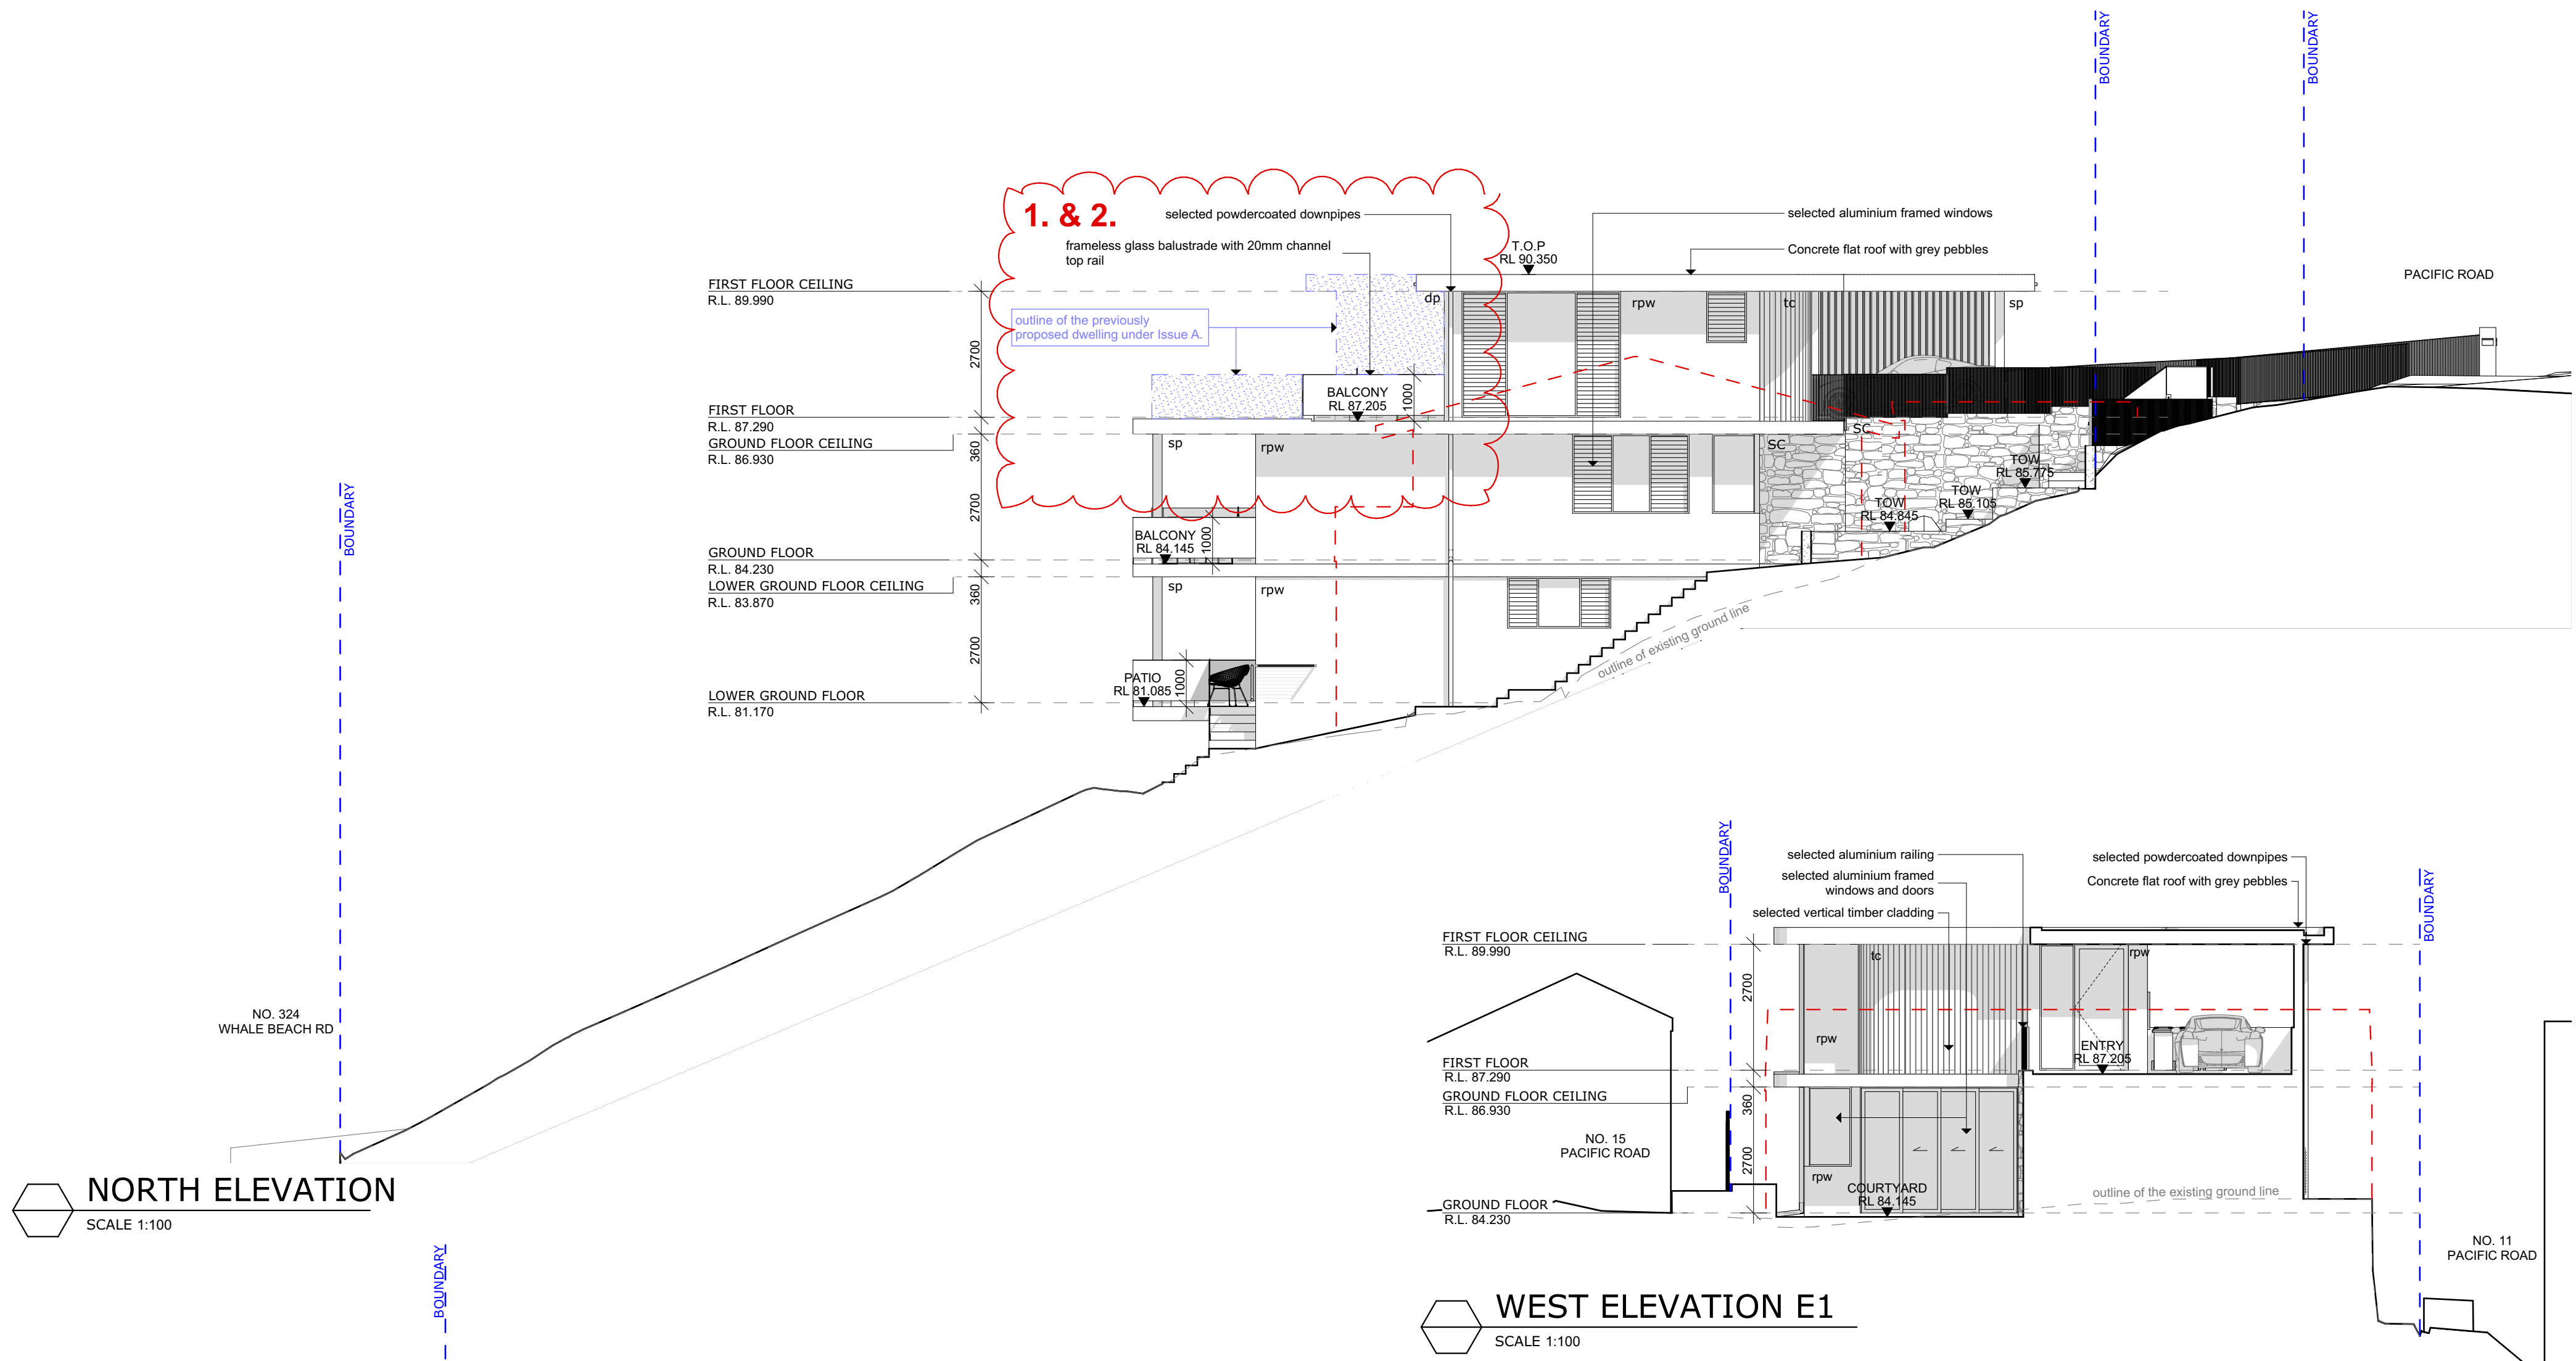 BOUNDARY
BOUNDARY
1. & 2.
selected powdercoated downpipes
frameless glass balustrade with 20mm channel
top rail
selected aluminium framed windows
T.O.P
RL 90.350
Concrete flat roof with grey pebbles
PACIFIC ROAD
FIRST FLOOR CEILING
R.L. 89.990
dp
rpw
tc
sp
outline of the previously
proposed dwelling under Issue A.
2700
BALCONY
RL 87.205
1000
FIRST FLOOR
R.L. 87.290
GROUND FLOOR CEILING
R.L. 86.930
360
sp
rpw
SC
SC
TOW
RL 85.775
TOW
RL 85.105
TOW
RL 84.845
2700
BOUNDARY
BALCONY
RL 84.145
1000
GROUND FLOOR
R.L. 84.230
LOWER GROUND FLOOR CEILING
R.L. 83.870
360
sp
rpw
outline of existing ground line
2700
PATIO
RL 81.085
1000
LOWER GROUND FLOOR
R.L. 81.170
NO. 324
WHALE BEACH RD
NORTH ELEVATION
SCALE 1:100
BOUNDARY
BOUNDARY
selected aluminium railing
selected aluminium framed
windows and doors
selected vertical timber cladding
selected powdercoated downpipes
Concrete flat roof with grey pebbles
BOUNDARY
FIRST FLOOR CEILING
R.L. 89.990
tc
rpw
2700
rpw
ENTRY
RL 87.205
FIRST FLOOR
R.L. 87.290
GROUND FLOOR CEILING
R.L. 86.930
360
NO. 15
PACIFIC ROAD
2700
rpw
COURTYARD
RL 84.145
outline of the existing ground line
GROUND FLOOR
R.L. 84.230
NO. 11
PACIFIC ROAD
WEST ELEVATION E1
SCALE 1:100